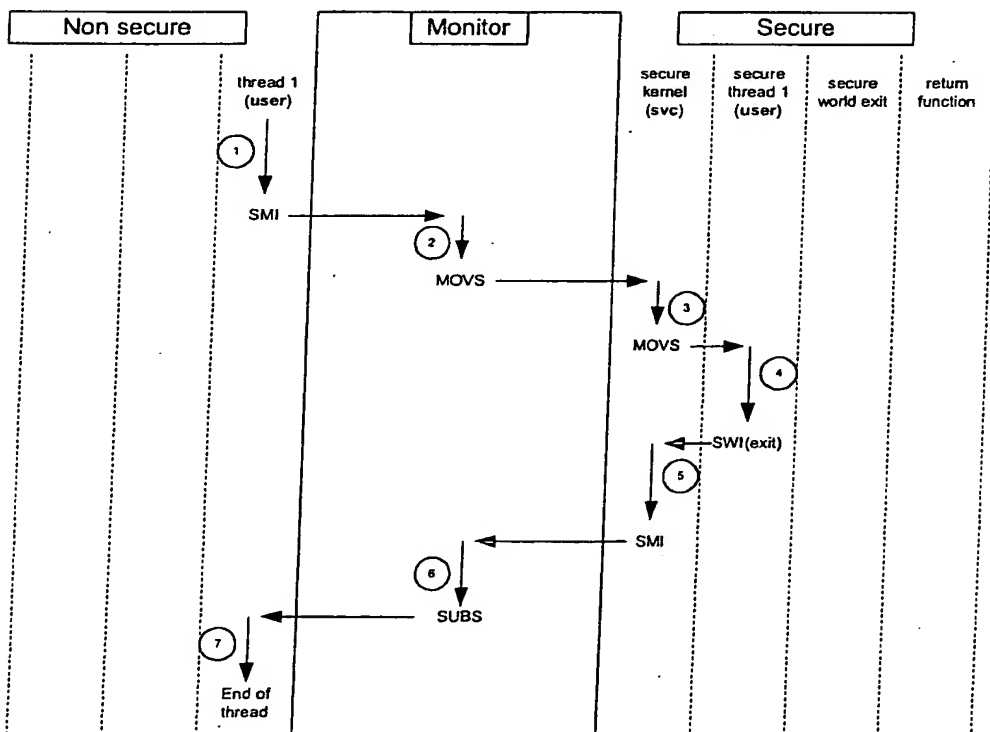 Non secure
Monitor
Secure
thread 1
(user)
secure
kernel
(svc)
secure
thread 1
(user)
secure
world exit
return
function
1
SMI
2
MOVS
3
MOVS
4
SWI(exit)
5
SMI
6
SUBS
7
End of
thread